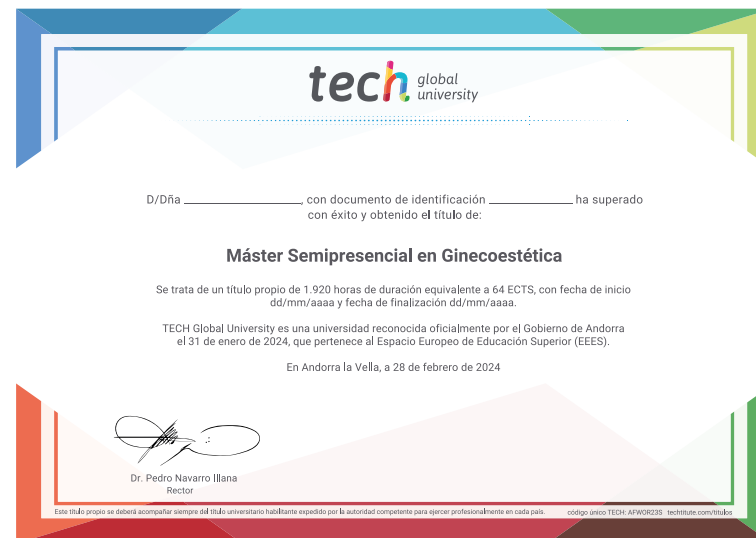 tech global university
D/Dña ____________________, con documento de identificación ______________ ha superado
con éxito y obtenido el título de:
Máster Semipresencial en Ginecoestética
Se trata de un título propio de 1.920 horas de duración equivalente a 64 ECTS, con fecha de inicio
dd/mm/aaaa y fecha de finalización dd/mm/aaaa.
TECH Global University es una universidad reconocida oficialmente por el Gobierno de Andorra
el 31 de enero de 2024, que pertenece al Espacio Europeo de Educación Superior (EEES).
En Andorra la Vella, a 28 de febrero de 2024
Dr. Pedro Navarro Illana
Rector
Este título propio se deberá acompañar siempre del título universitario habilitante expedido por la autoridad competente para ejercer profesionalmente en cada país. código único TECH: AFWOR23S techtitute.com/titulos